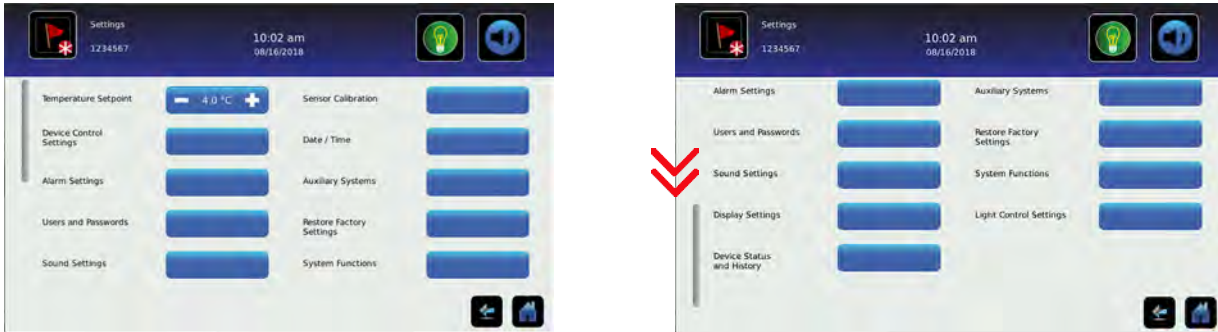 Settings
1234567
10:02 am
08/16/2018
Temperature Setpoint
4.0 °C
Sensor Calibration
Device Control
Settings
Date / Time
Alarm Settings
Auxiliary Systems
Users and Passwords
Restore Factory
Settings
Sound Settings
System Functions
Settings
1234567
10:02 am
08/16/2018
Alarm Settings
Auxiliary Systems
Users and Passwords
Restore Factory
Settings
Sound Settings
System Functions
Display Settings
Light Control Settings
Device Status
and History